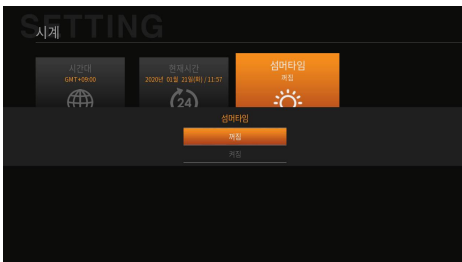 SETTING
시계
시간대
GMT+09:00
현재시간
2020년 01월 21일(화) / 11:57
24
섬머타임
꺼짐
섬머타임
꺼짐
켜짐